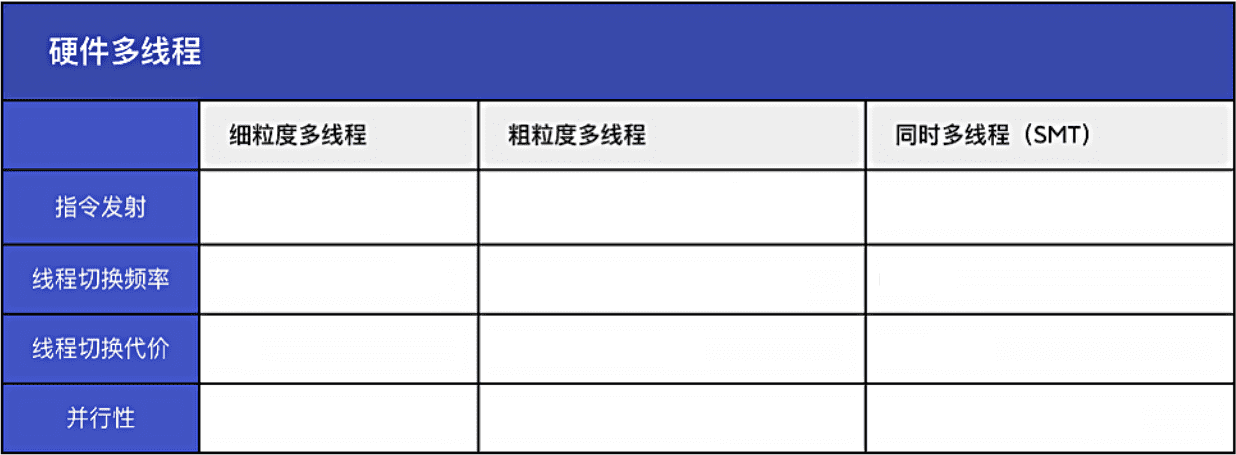 硬件多线程
细粒度多线程 粗粒度多线程 同时多线程（SMT）
指令发射
线程切换频率
线程切换代价
并行性